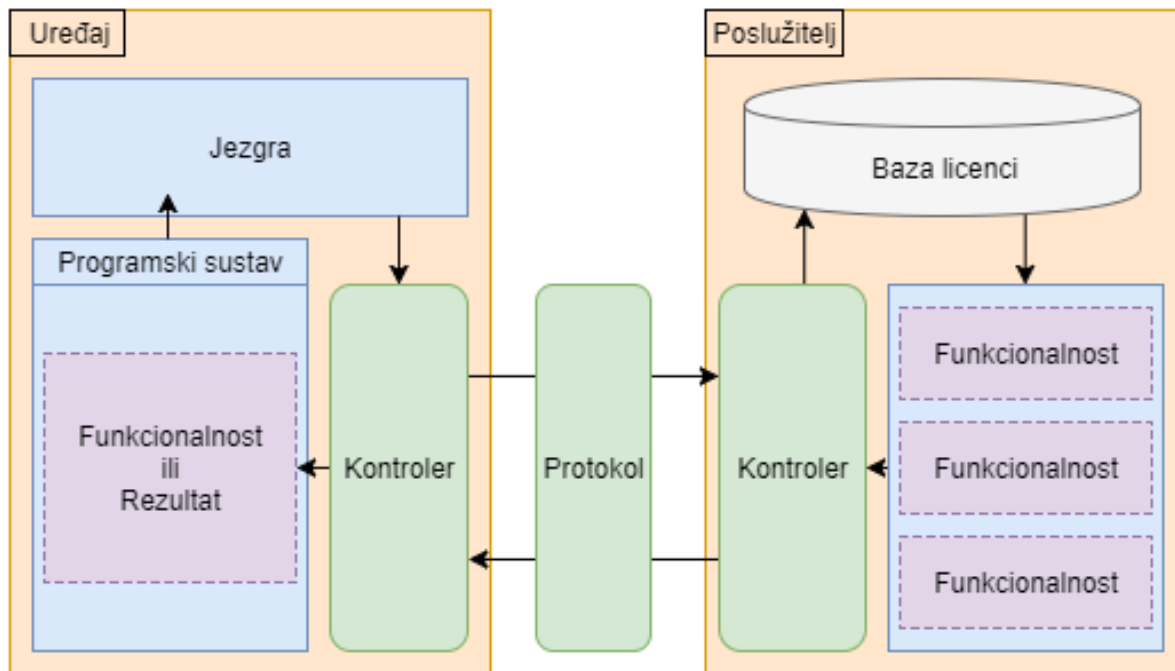 Uređaj
Poslužitelj
Jezgra
Baza licenci
Programski sustav
Funkcionalnost
ili
Rezultat
Kontroler
Protokol
Kontroler
Funkcionalnost
Funkcionalnost
Funkcionalnost